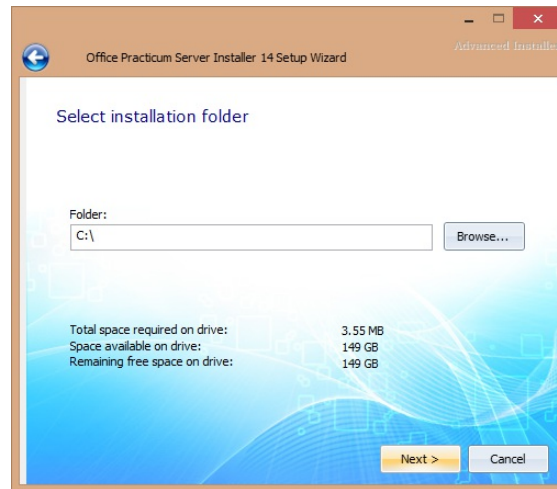 Advanced Installe
Office Practicum Server Installer 14 Setup Wizard
Select installation folder
Folder:
C:\
Browse...
Total space required on drive: 3.55 MB
Space available on drive: 149 GB
Remaining free space on drive: 149 GB
Next >
Cancel